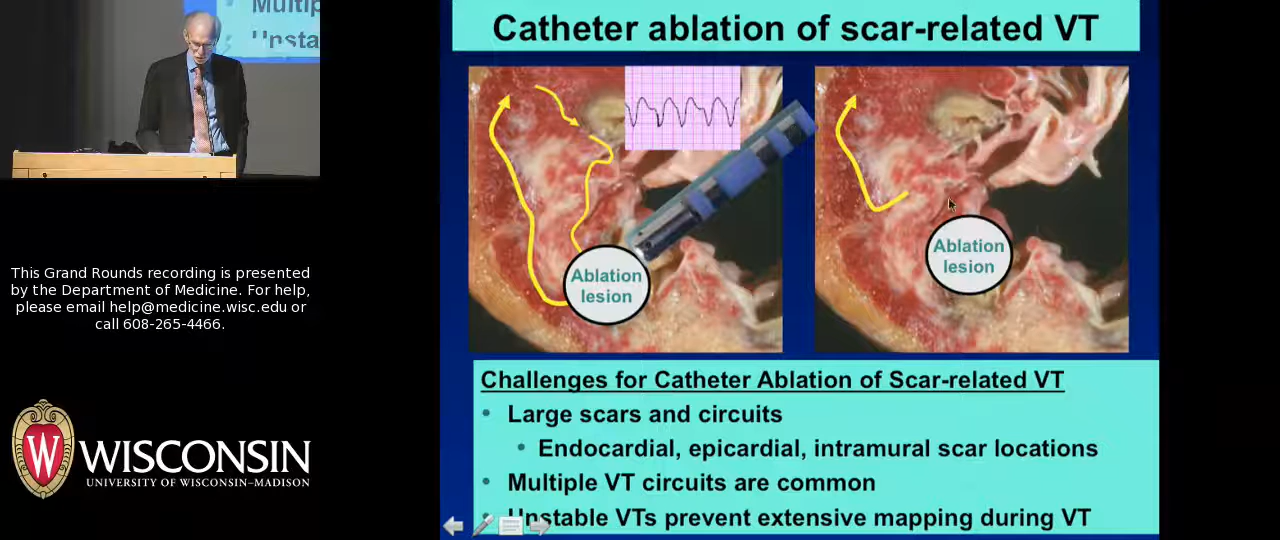 Multip
Unsta
This Grand Rounds recording is presented
by the Department of Medicine. For help,
please email help@medicine.wisc.edu or
call 608-265-4466.
W
WISCONSIN
UNIVERSITY OF WISCONSIN–MADISON
Catheter ablation of scar-related VT
Ablation
lesion
Ablation
lesion
Challenges for Catheter Ablation of Scar-related VT
• Large scars and circuits
• Endocardial, epicardial, intramural scar locations
• Multiple VT circuits are common
• Unstable VTs prevent extensive mapping during VT